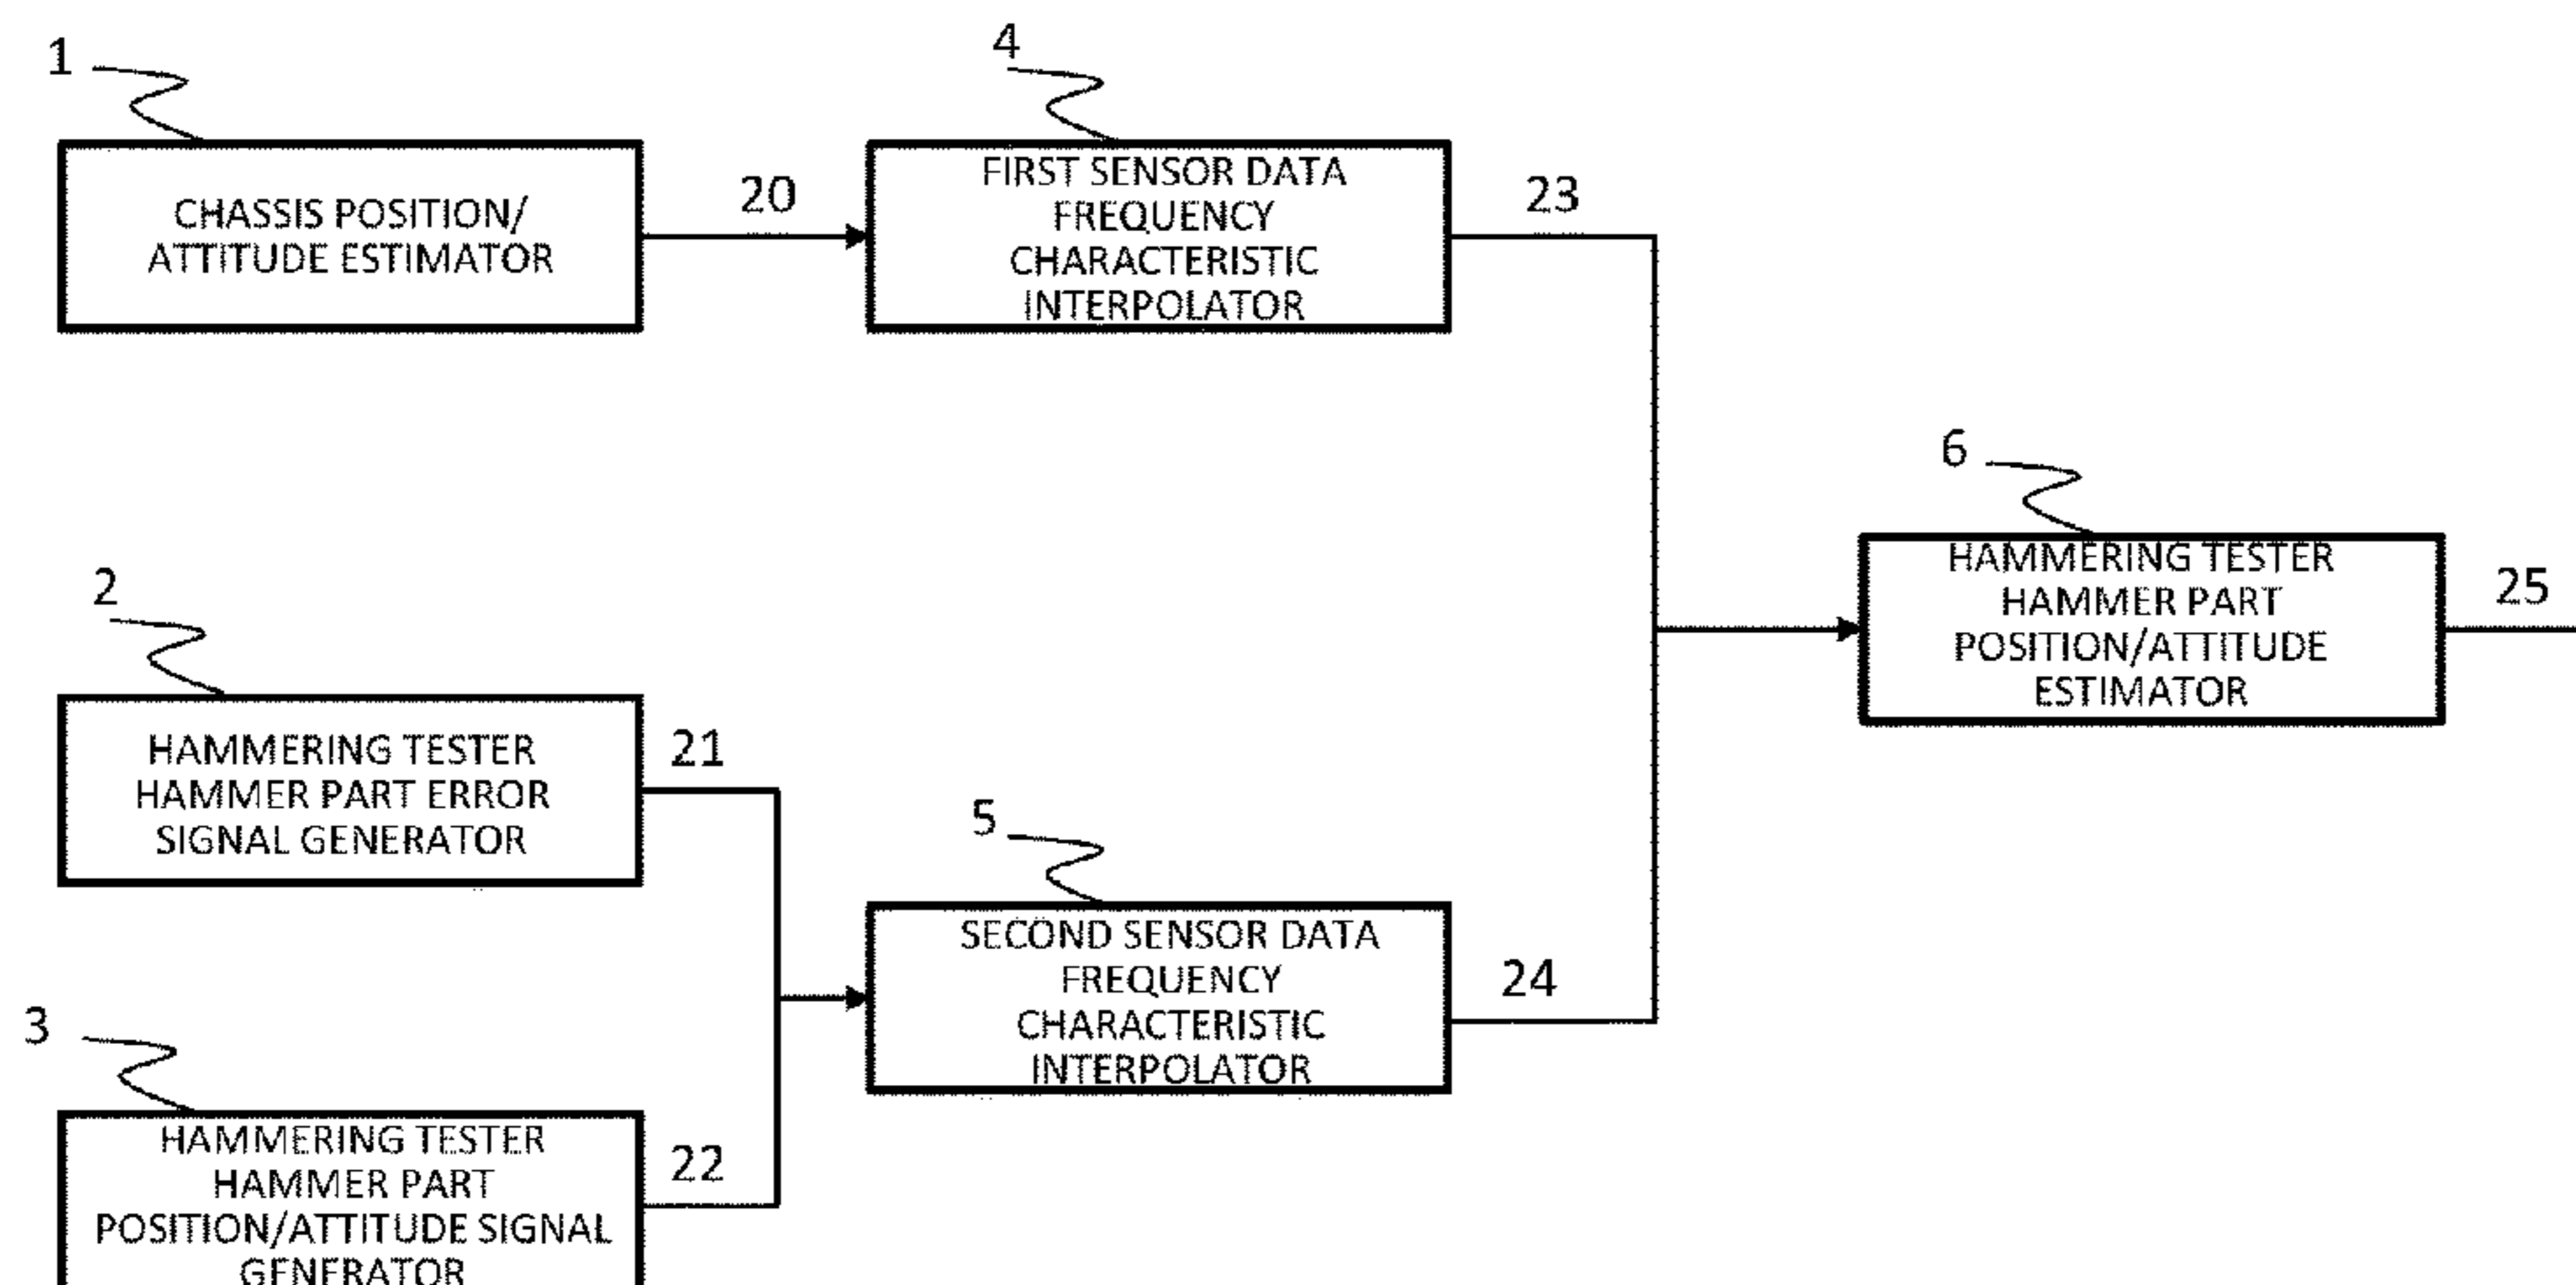 1
CHASSIS POSITION/
ATTITUDE ESTIMATOR
20
4
FIRST SENSOR DATA
FREQUENCY
CHARACTERISTIC
INTERPOLATOR
23
2
HAMMERING TESTER
HAMMER PART ERROR
SIGNAL GENERATOR
21
3
HAMMERING TESTER
HAMMER PART
POSITION/ATTITUDE SIGNAL
GENERATOR
22
5
SECOND SENSOR DATA
FREQUENCY
CHARACTERISTIC
INTERPOLATOR
24
6
HAMMERING TESTER
HAMMER PART
POSITION/ATTITUDE
ESTIMATOR
25